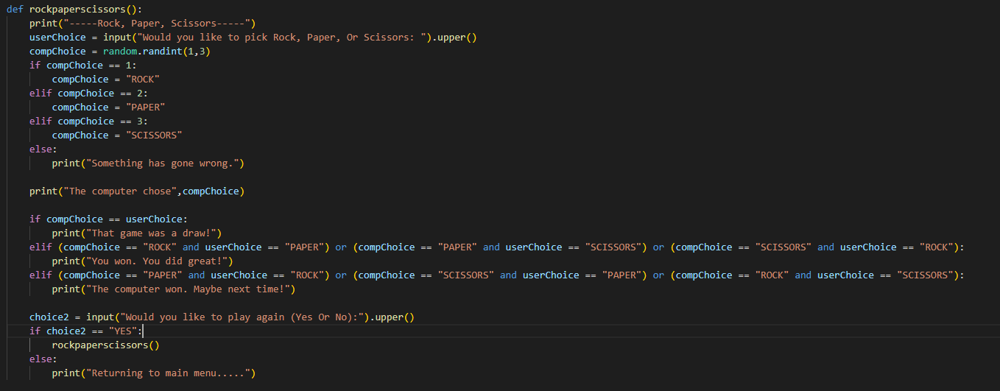 def rockpaperscissors():
    print("-----Rock, Paper, Scissors-----")
    userChoice = input("Would you like to pick Rock, Paper, Or Scissors: ").upper()
    compChoice = random.randint(1,3)
    if compChoice == 1:
        compChoice = "ROCK"
    elif compChoice == 2:
        compChoice = "PAPER"
    elif compChoice == 3:
        compChoice = "SCISSORS"
    else:
        print("Something has gone wrong.")

    print("The computer chose",compChoice)

    if compChoice == userChoice:
        print("That game was a draw!")
    elif (compChoice == "ROCK" and userChoice == "PAPER") or (compChoice == "PAPER" and userChoice == "SCISSORS") or (compChoice == "SCISSORS" and userChoice == "ROCK"):
        print("You won. You did great!")
    elif (compChoice == "PAPER" and userChoice == "ROCK") or (compChoice == "SCISSORS" and userChoice == "PAPER") or (compChoice == "ROCK" and userChoice == "SCISSORS"):
        print("The computer won. Maybe next time!")

    choice2 = input("Would you like to play again (Yes Or No):").upper()
    if choice2 == "YES":
        rockpaperscissors()
    else:
        print("Returning to main menu.....")